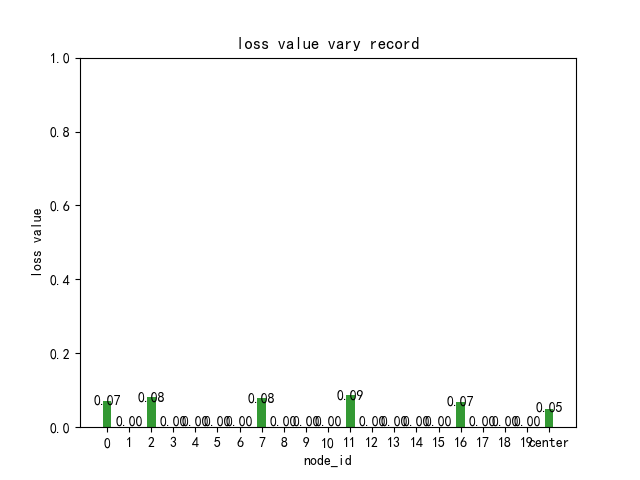 loss value vary record
1.0
0.8
0.6
0.4
0.2
0.0
loss value
0.07 0.00 0.08 0.00 0.00 0.00 0.00 0.08 0.00 0.00 0.00 0.09 0.00 0.00 0.00 0.00 0.07 0.00 0.00 0.00 0.05
0 1 2 3 4 5 6 7 8 9 10 11 12 13 14 15 16 17 18 19 center
node_id